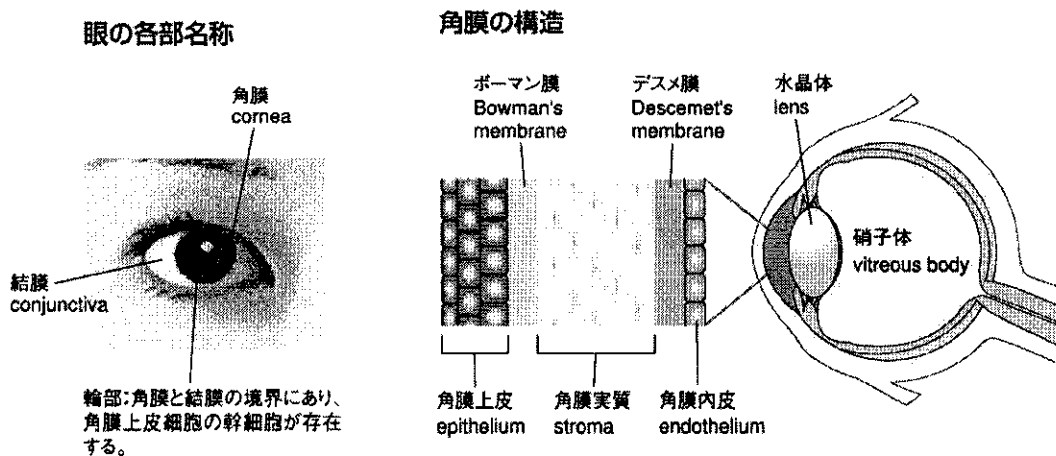 眼の各部名称
角膜
cornea
結膜
conjunctiva
輪部:角膜と結膜の境界にあり、
角膜上皮細胞の幹細胞が存在
する。
角膜の構造
ボーマン膜
Bowman's
membrane
デスメ膜
Descemet's
membrane
水晶体
lens
硝子体
vitreous body
角膜上皮
epithelium
角膜実質
stroma
角膜内皮
endothelium